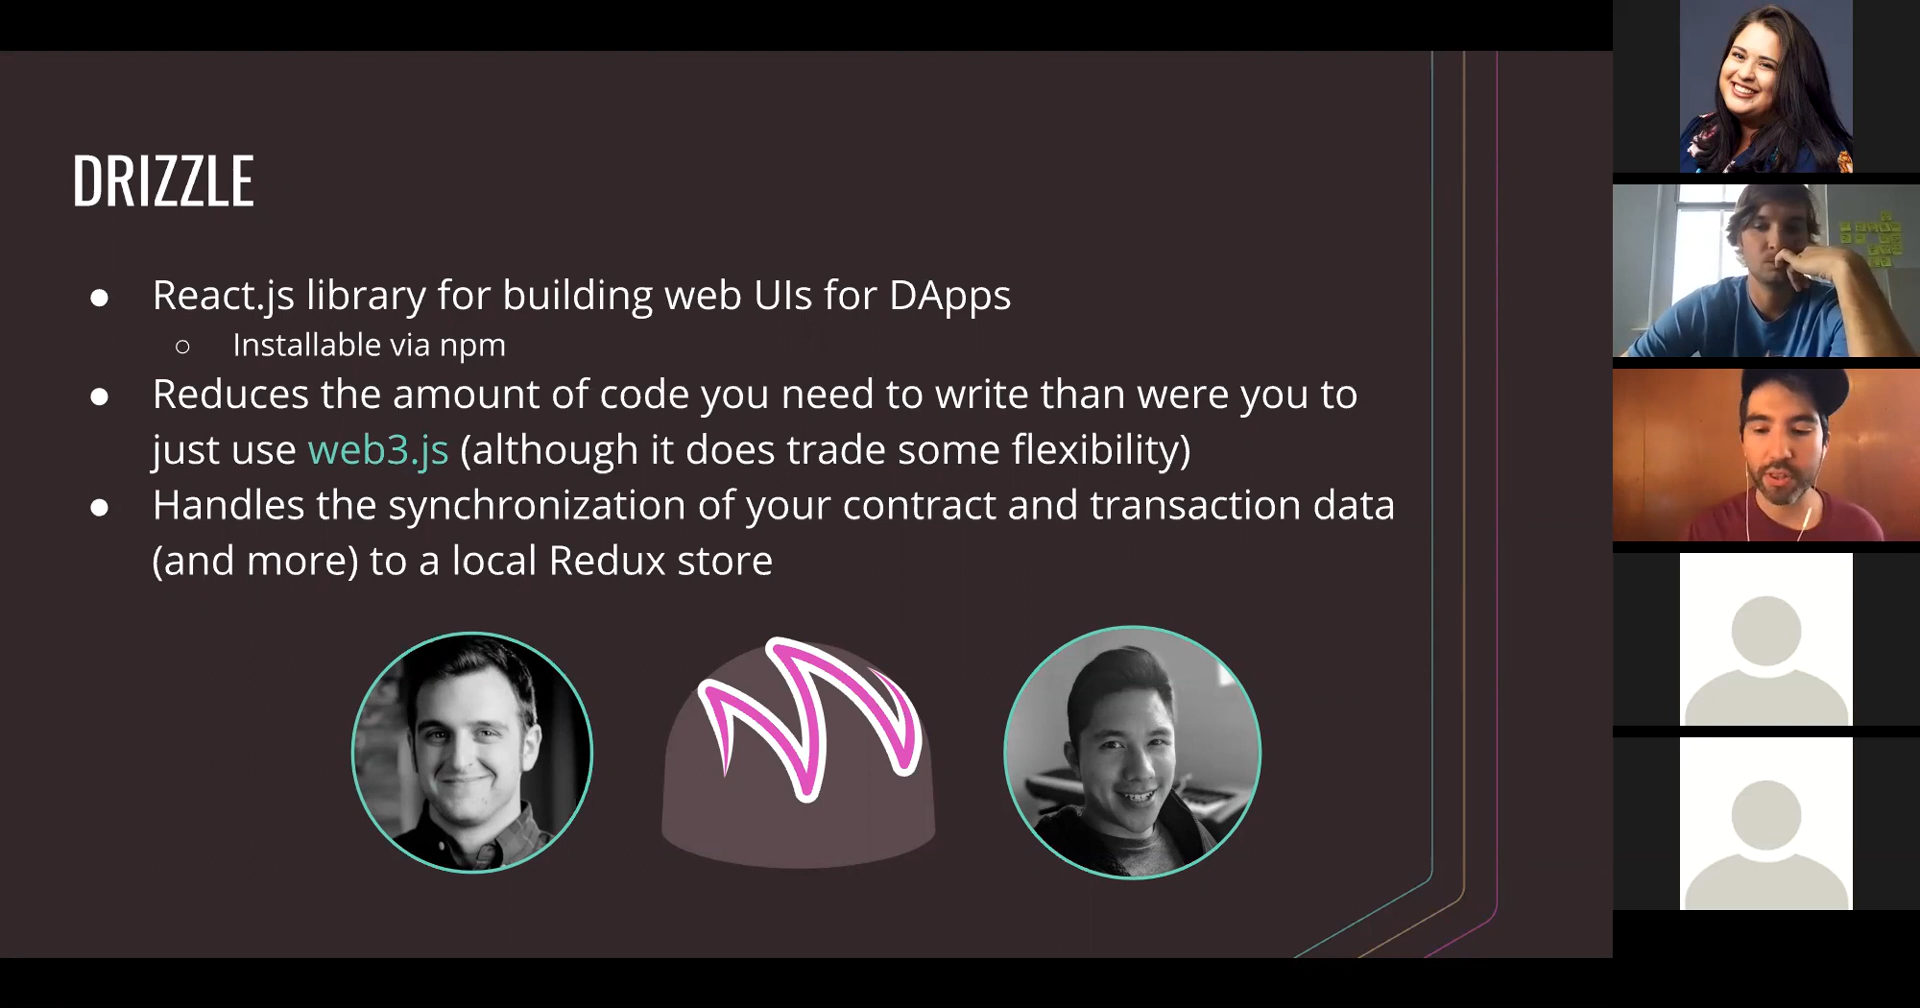 DRIZZLE
● React.js library for building web UIs for DApps
○ Installable via npm
● Reduces the amount of code you need to write than were you to
just use web3.js (although it does trade some flexibility)
● Handles the synchronization of your contract and transaction data
(and more) to a local Redux store